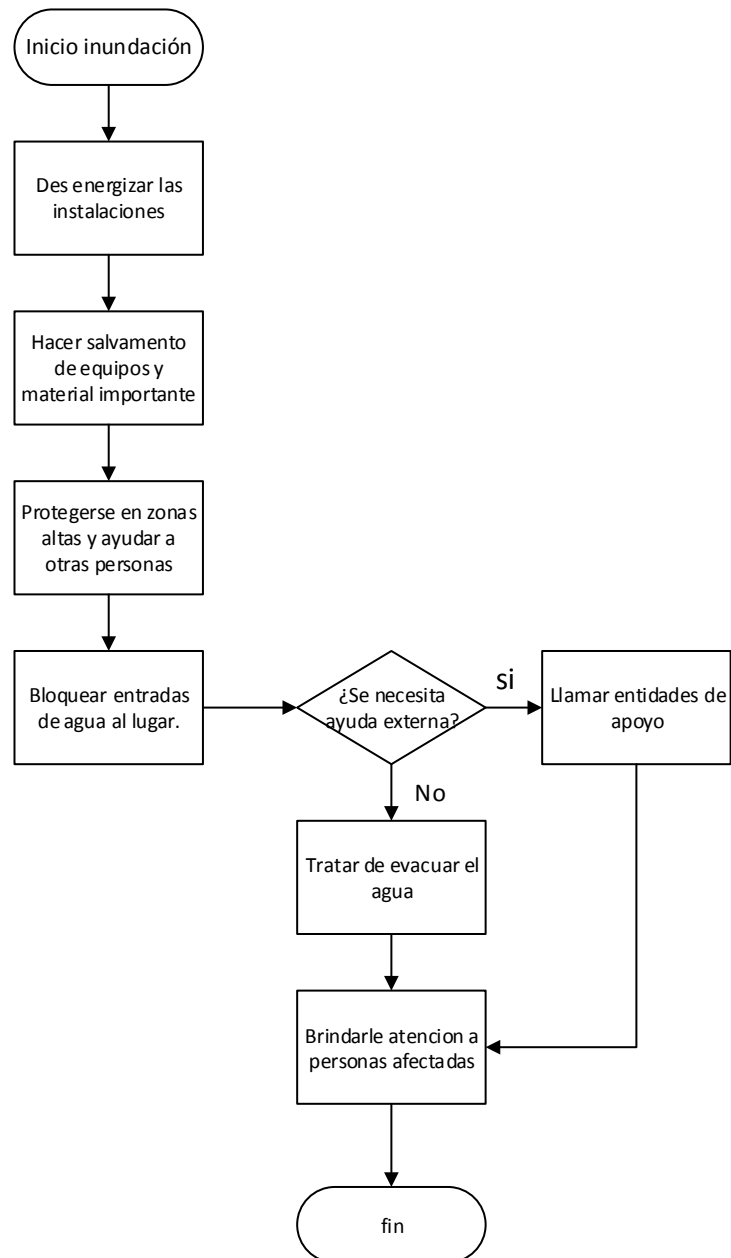 Inicio inundación
Des energizar las
instalaciones
Hacer salvamento
de equipos y
material importante
Protegerse en zonas
altas y ayudar a
otras personas
Bloquear entradas
de agua al lugar.
¿Se necesita
ayuda externa?
si
Llamar entidades de
apoyo
No
Tratar de evacuar el
agua
Brindarle atencion a
personas afectadas
fin